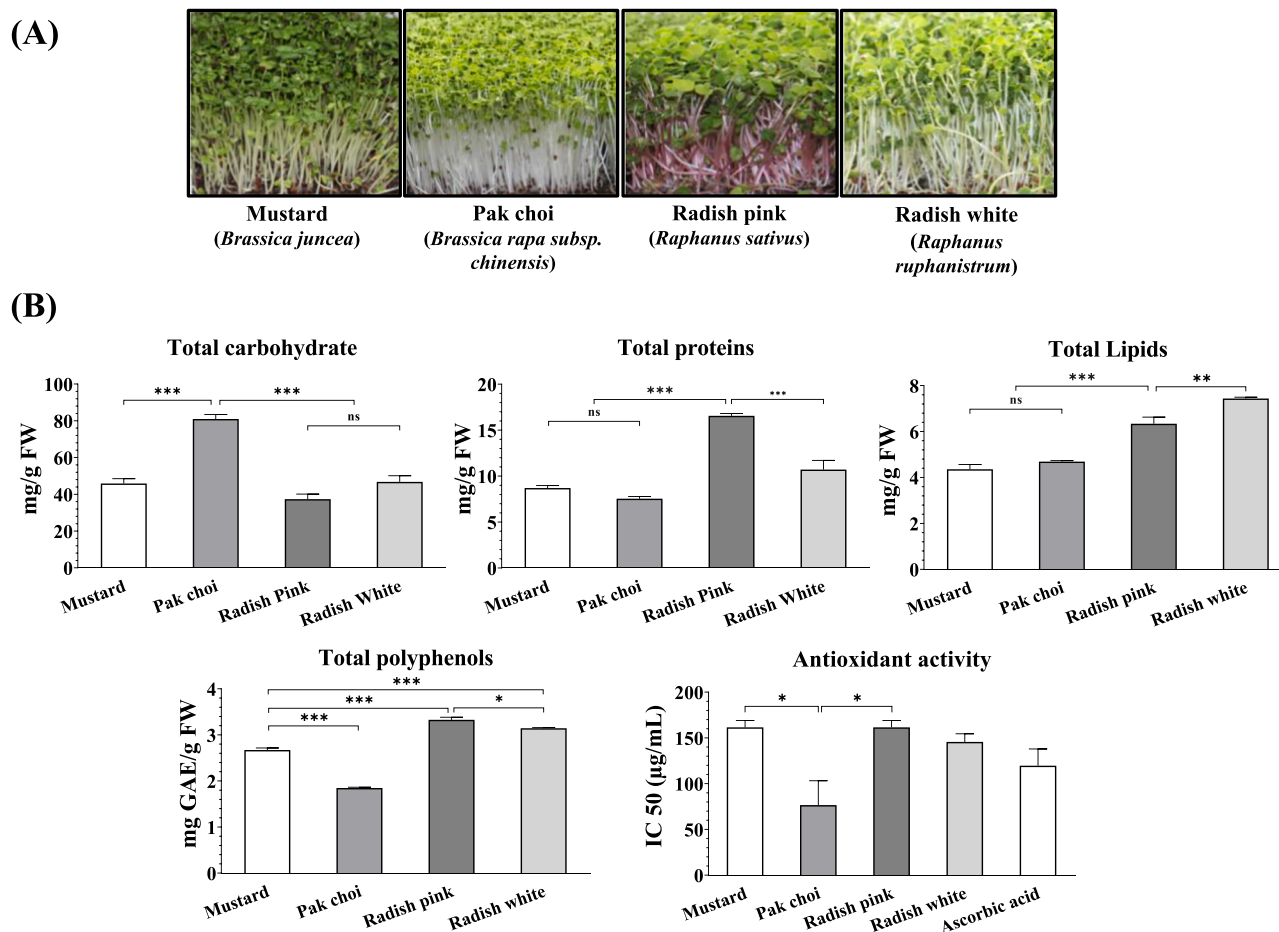 (A)
Mustard
(Brassica juncea)
Pak choi
(Brassica rapa subsp.
chinensis)
Radish pink
(Raphanus sativus)
Radish white
(Raphanus
ruphanistrum)
(B)
Total carbohydrate
mg/g FW
100
80
60
40
20
0
***
***
ns
Mustard
Pak choi
Radish Pink
Radish White
Total proteins
mg/g FW
20
15
10
5
0
ns
***
***
Mustard
Pak choi
Radish Pink
Radish White
Total Lipids
mg/g FW
8
6
4
2
0
ns
***
**
Mustard
Pak choi
Radish pink
Radish white
Total polyphenols
mg GAE/g FW
4
3
2
1
0
***
***
***
*
Mustard
Pak choi
Radish pink
Radish white
Antioxidant activity
IC 50 (µg/mL)
200
150
100
50
0
*
*
Mustard
Pak choi
Radish pink
Radish white
Ascorbic acid